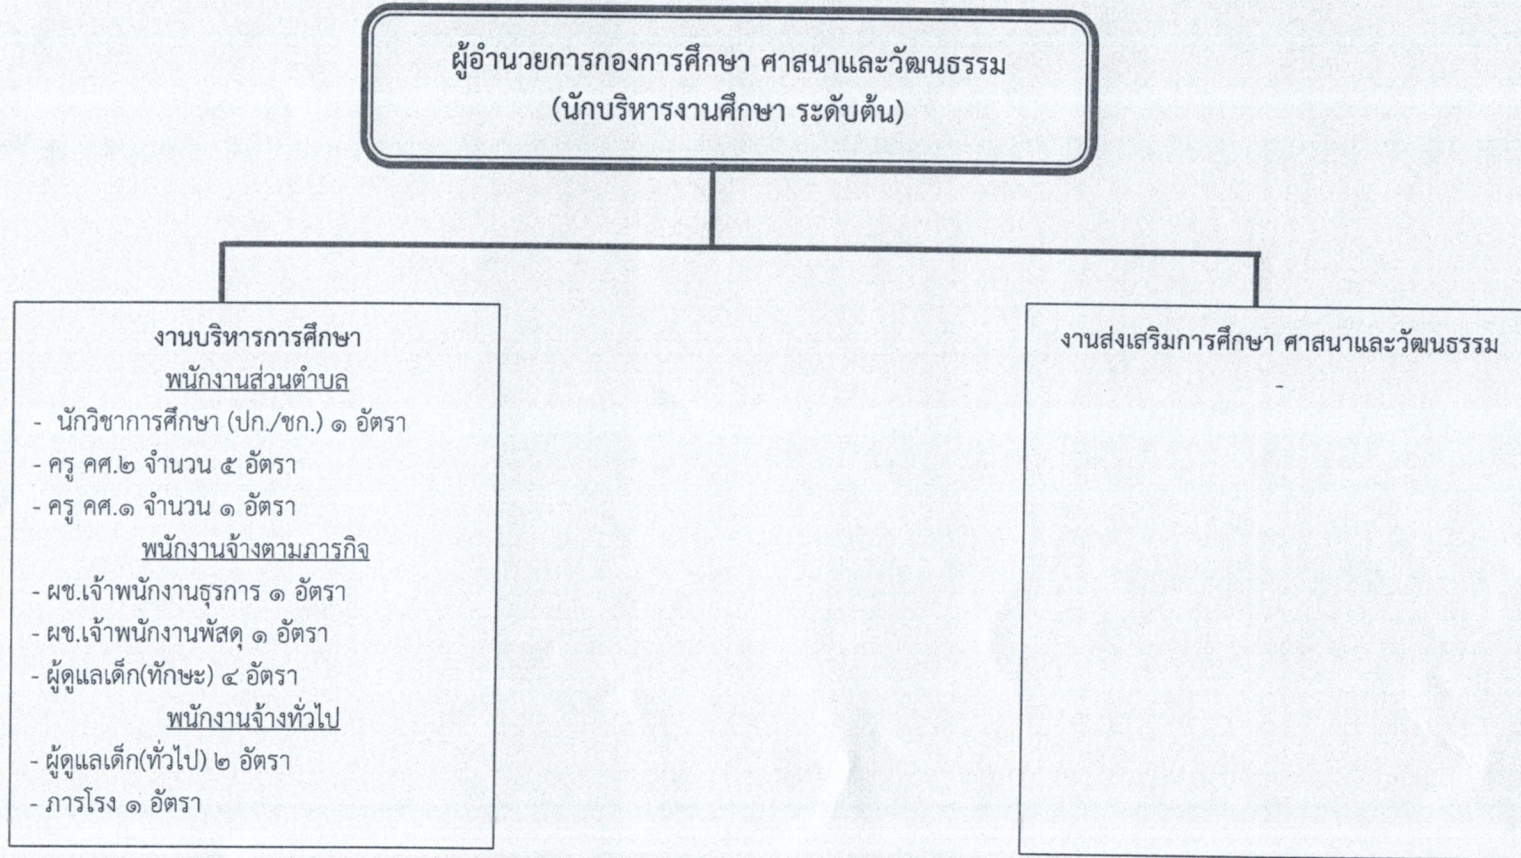 ผู้อำนวยการกองการศึกษา ศาสนาและวัฒนธรรม
(นักบริหารงานศึกษา ระดับต้น)
งานบริหารการศึกษา
พนักงานส่วนตำบล
- นักวิชาการศึกษา (ปก./ชก.) ๑ อัตรา
- ครู คศ.๒ จำนวน ๕ อัตรา
- ครู คศ.๑ จำนวน ๑ อัตรา
พนักงานจ้างตามภารกิจ
- ผช.เจ้าพนักงานธุรการ ๑ อัตรา
- ผช.เจ้าพนักงานพัสดุ ๑ อัตรา
- ผู้ดูแลเด็ก(ทักษะ) ๔ อัตรา
พนักงานจ้างทั่วไป
- ผู้ดูแลเด็ก(ทั่วไป) ๒ อัตรา
- ภารโรง ๑ อัตรา
งานส่งเสริมการศึกษา ศาสนาและวัฒนธรรม
-